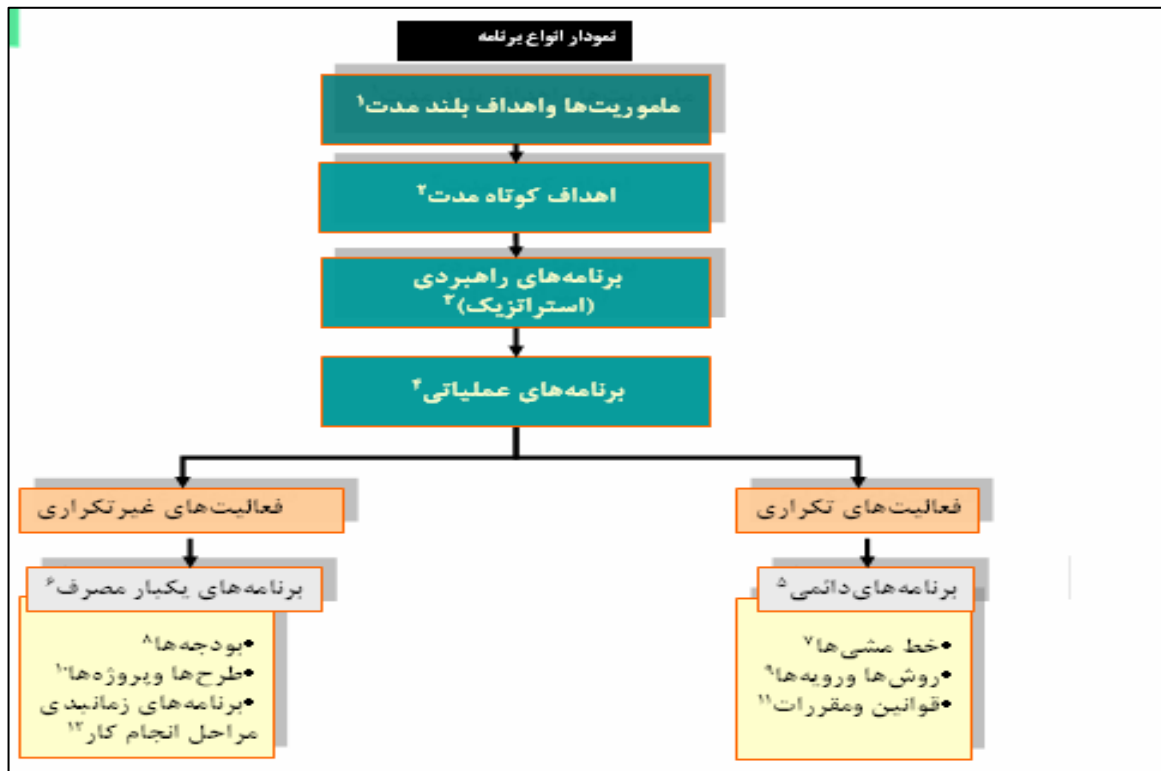 نمودار انواع برنامه
ماموریت‌ها واهداف بلند مدت۱
اهداف کوتاه مدت۲
برنامه‌های راهبردی
(استراتژیک)۳
برنامه‌های عملیاتی۴
فعالیت‌های تکراری
فعالیت‌های غیرتکراری
برنامه‌های‌دائمی۵
برنامه‌های یکبار مصرف۶
•خط مشی‌ها۷
•روش‌ها ورویه‌ها۹
•قوانین ومقررات۱۱
•بودجه‌ها۸
•طرح‌ها وپروژه‌ها۱۰
•برنامه‌های زمانبدی
مراحل انجام کار۱۲